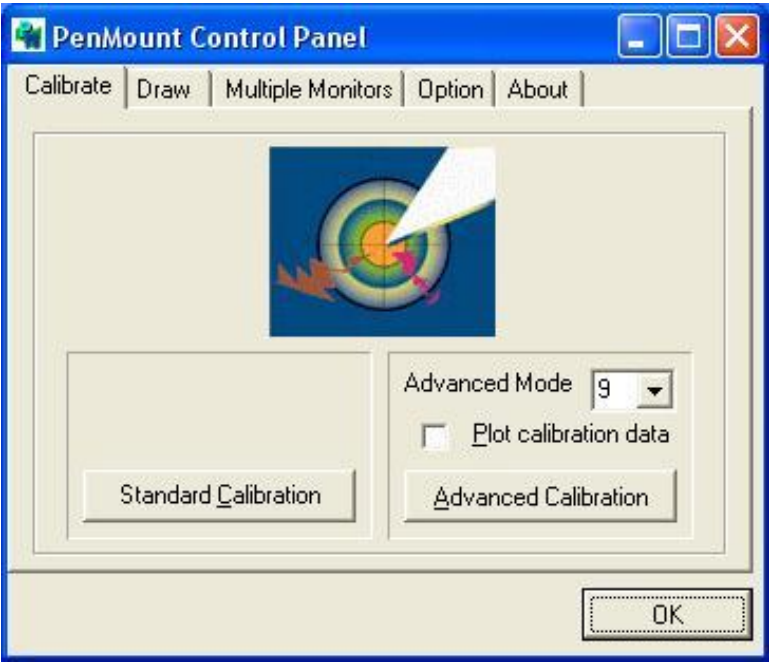 PenMount Control Panel
Calibrate Draw Multiple Monitors Option About
Advanced Mode 9
Plot calibration data
Standard Calibration Advanced Calibration
OK